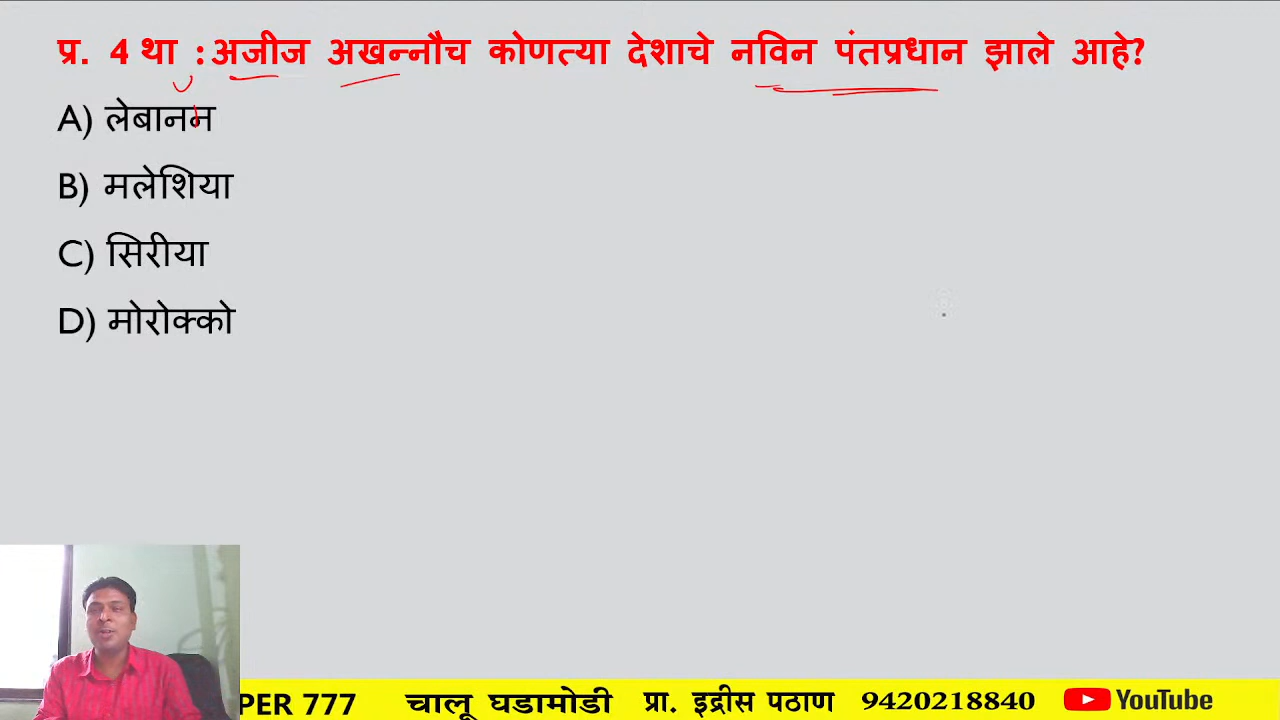 प्र. 4 था : अजीज अखन्नौच कोणत्या देशाचे नविन पंतप्रधान झाले आहे?
A) लेबानन
B) मलेशिया
C) सिरीया
D) मोरोक्को
PER 777 चालू घडामोडी प्रा. इद्रीस पठाण 9420218840 YouTube